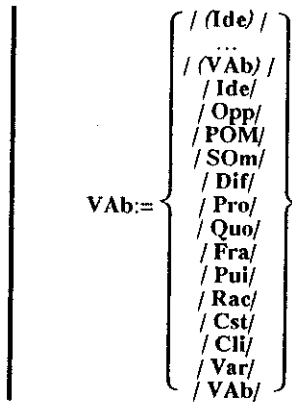 / (Ide) /
...
/ (VAb) /
/ Ide/
/ Opp/
/ POM/
/ SOm/
/ Dif/
/ Pro/
VAb:=
/ Quo/
/ Fra/
/ Pui/
/ Rac/
/ Cst/
/ Cli/
/ Var/
/ VAb/